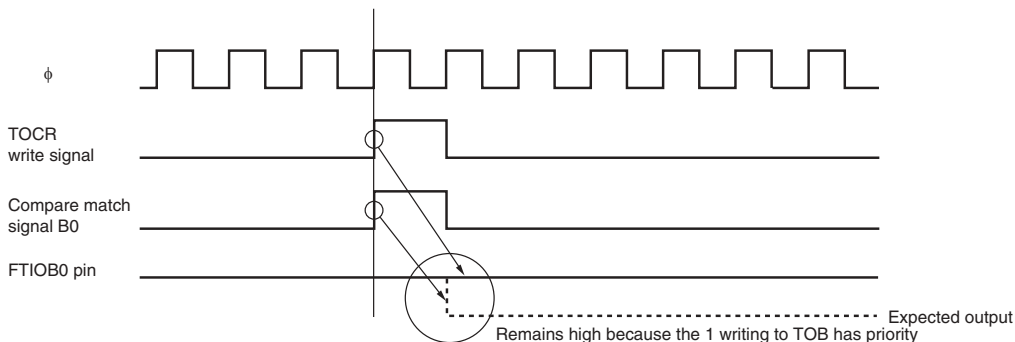 ϕ
TOCR
write signal
Compare match
signal B0
FTIOB0 pin
Expected output
Remains high because the 1 writing to TOB has priority